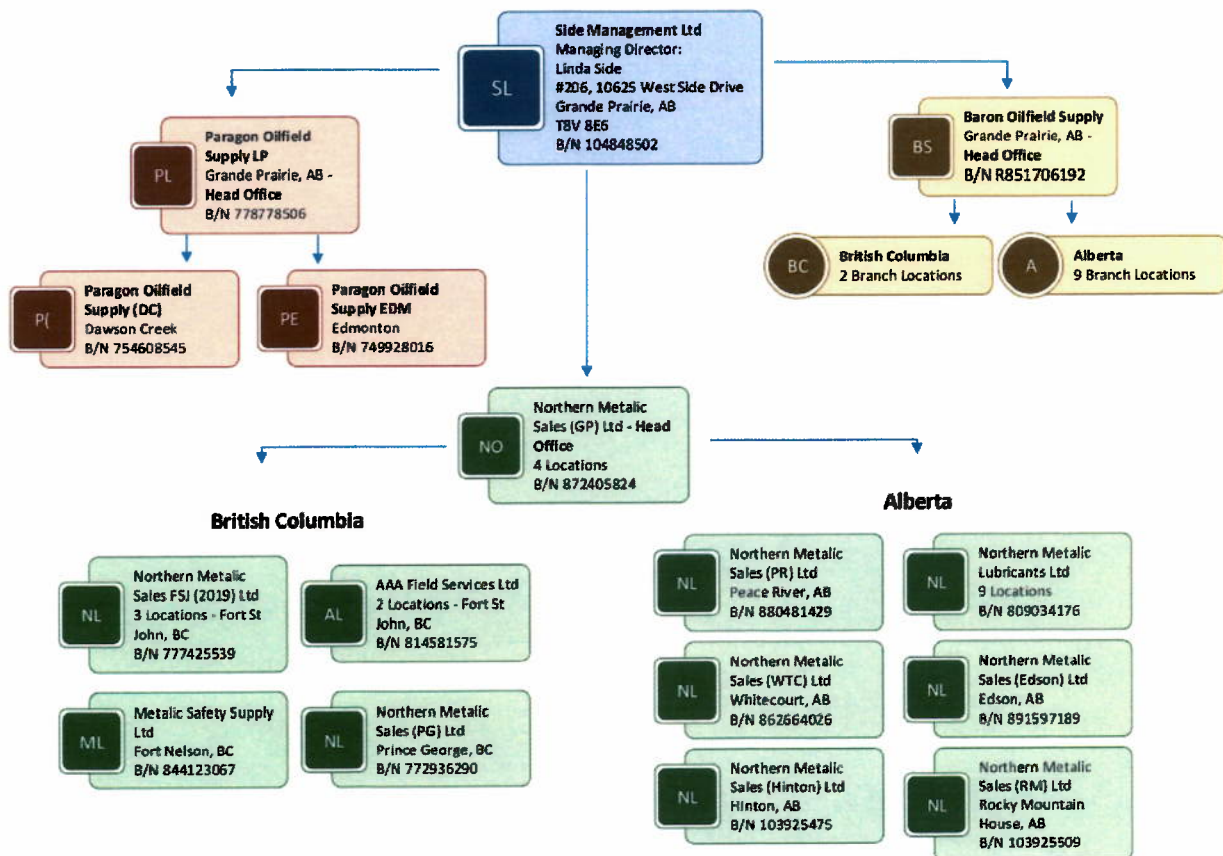 SL
Side Management Ltd
Managing Director:
Linda Side
#206, 10625 West Side Drive
Grande Prairie, AB
T8V 8E6
B/N 104848502
PL
Paragon Oilfield
Supply LP
Grande Prairie, AB -
Head Office
B/N 778778506
BS
Baron Oilfield Supply
Grande Prairie, AB -
Head Office
B/N R851706192
P(
Paragon Oilfield
Supply (DC)
Dawson Creek
B/N 754608545
PE
Paragon Oilfield
Supply EDM
Edmonton
B/N 749928016
BC
British Columbia
2 Branch Locations
A
Alberta
9 Branch Locations
NO
Northern Metalic
Sales (GP) Ltd - Head
Office
4 Locations
B/N 872405824
British Columbia
NL
Northern Metalic
Sales FSJ (2019) Ltd
3 Locations - Fort St
John, BC
B/N 777425539
AL
AAA Field Services Ltd
2 Locations - Fort St
John, BC
B/N 814581575
ML
Metalic Safety Supply
Ltd
Fort Nelson, BC
B/N 844123067
NL
Northern Metalic
Sales (PG) Ltd
Prince George, BC
B/N 772936290
Alberta
NL
Northern Metalic
Sales (PR) Ltd
Peace River, AB
B/N 880481429
NL
Northern Metalic
Lubricants Ltd
9 Locations
B/N 809034176
NL
Northern Metalic
Sales (WTC) Ltd
Whitecourt, AB
B/N 862664026
NL
Northern Metalic
Sales (Edson) Ltd
Edson, AB
B/N 891597189
NL
Northern Metalic
Sales (Hinton) Ltd
Hinton, AB
B/N 103925475
NL
Northern Metalic
Sales (RM) Ltd
Rocky Mountain
House, AB
B/N 103925509